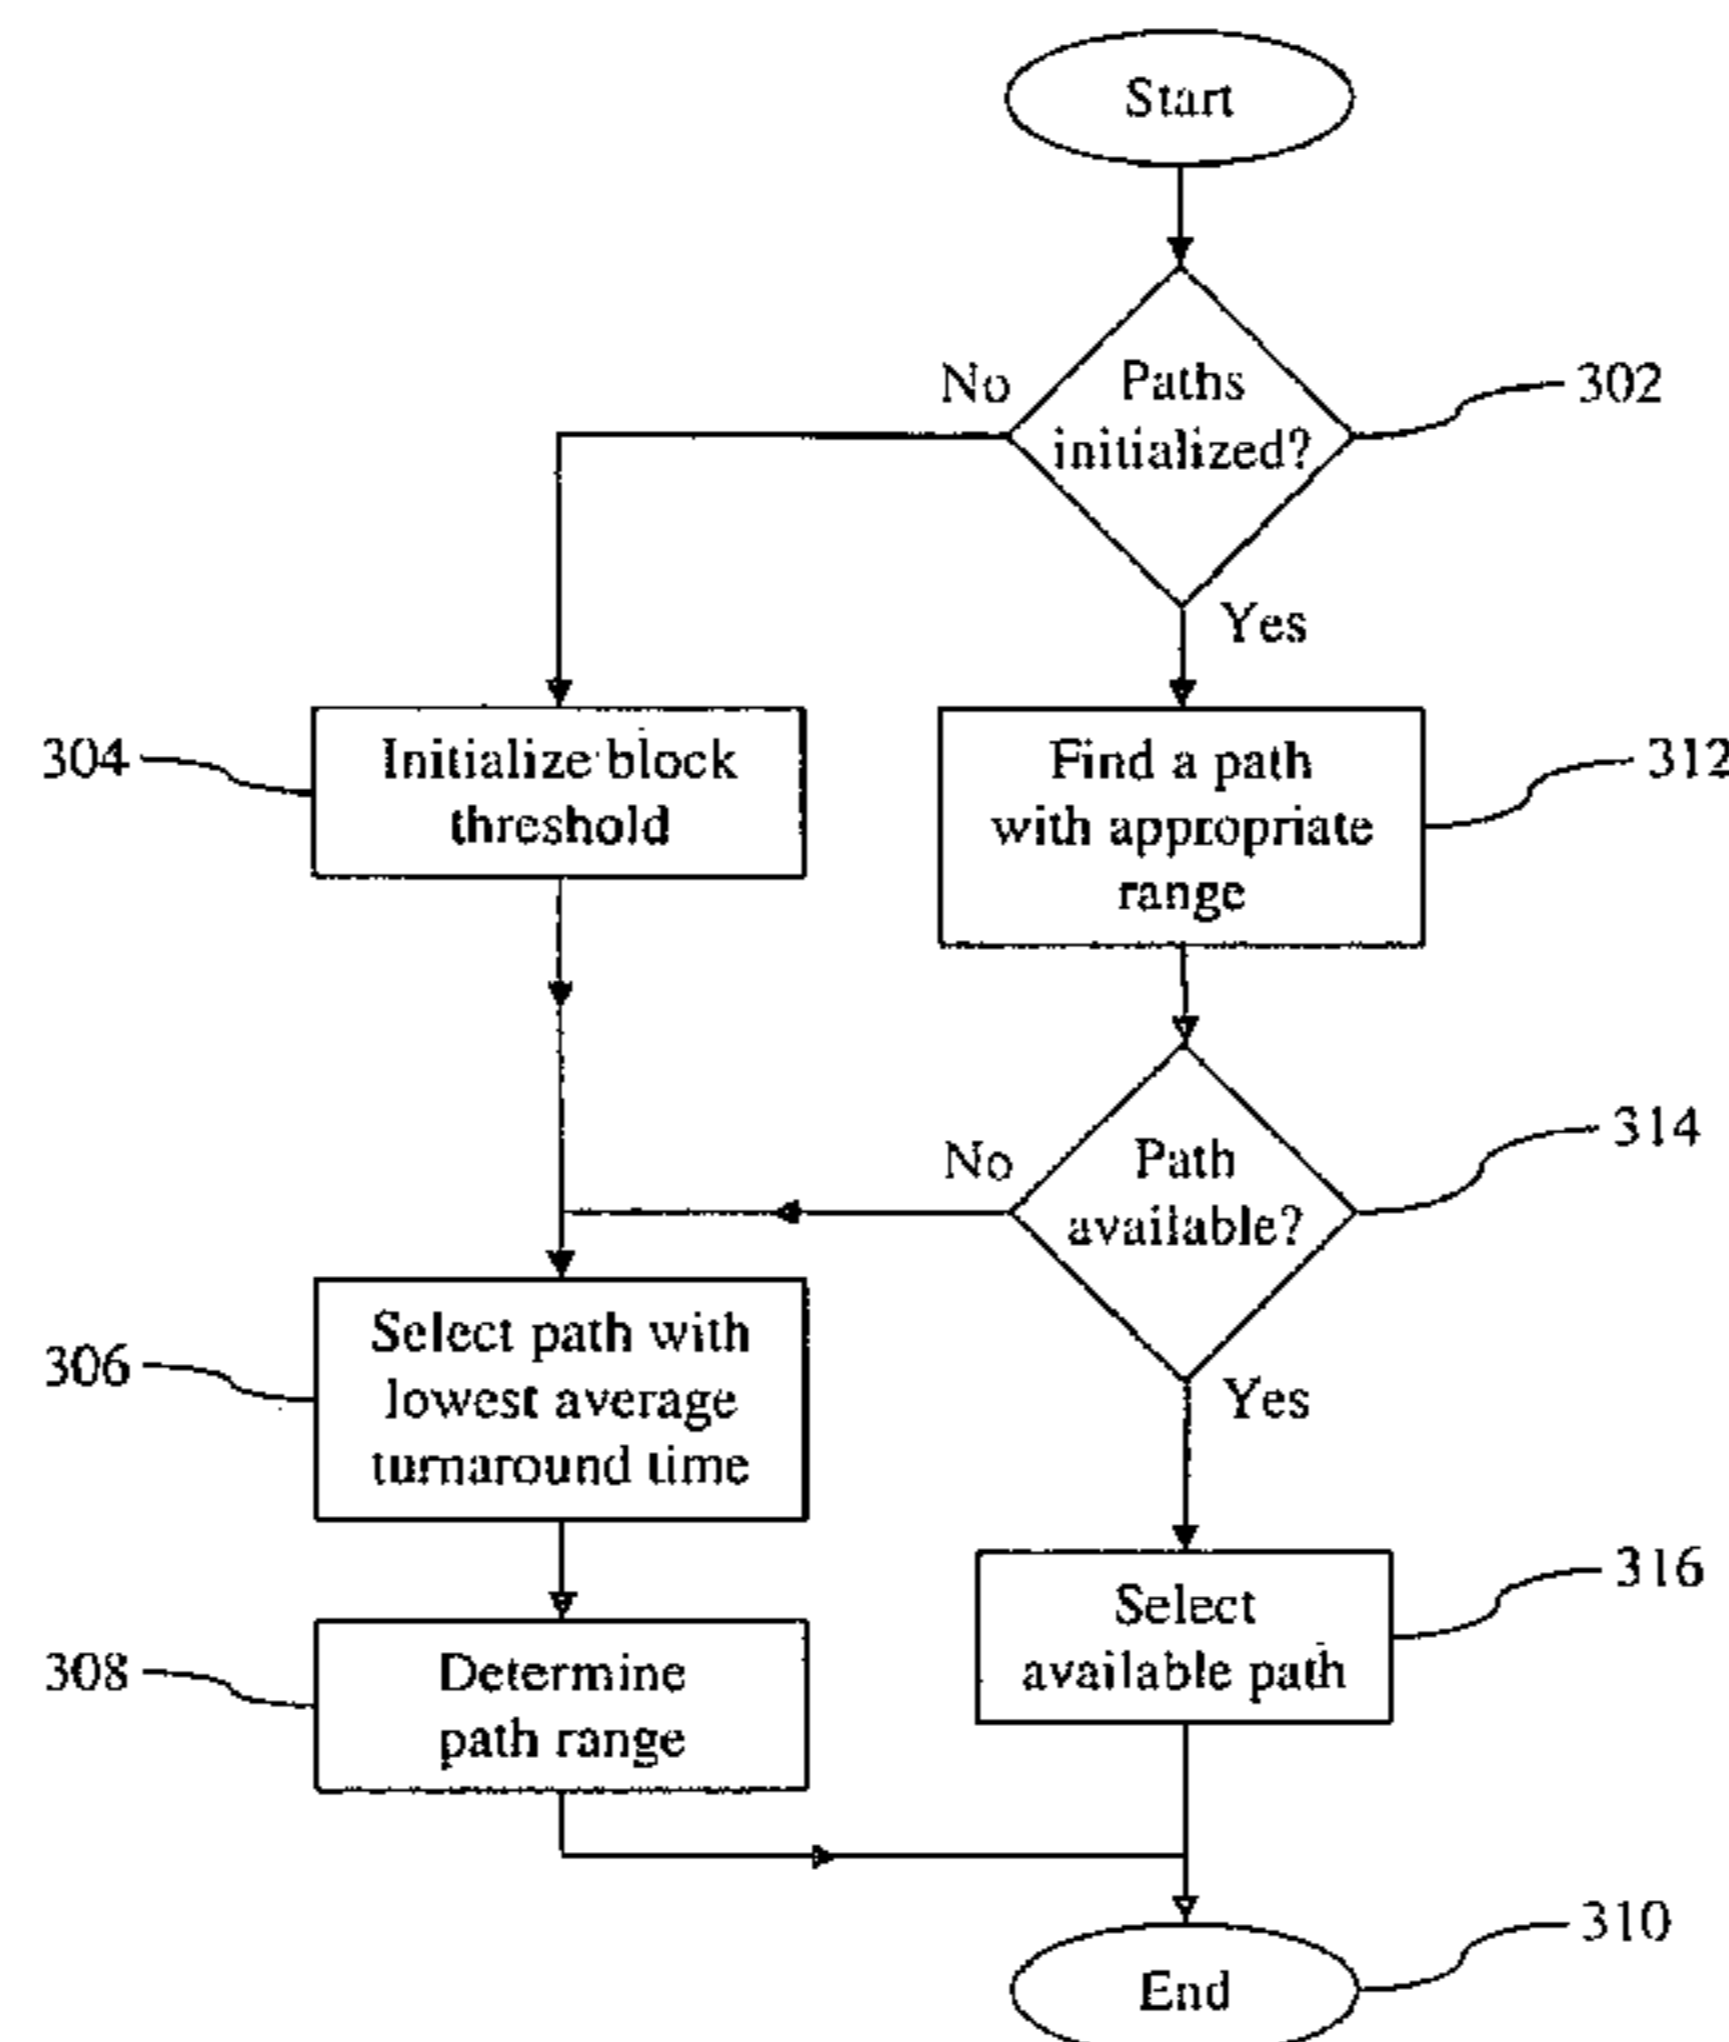 Start
No
Paths
initialized?
302
Yes
304
Initialize block
threshold
Find a path
with appropriate
range
312
No
Path
available?
314
Yes
306
Select path with
lowest average
turnaround time
Select
available path
316
308
Determine
path range
310
End